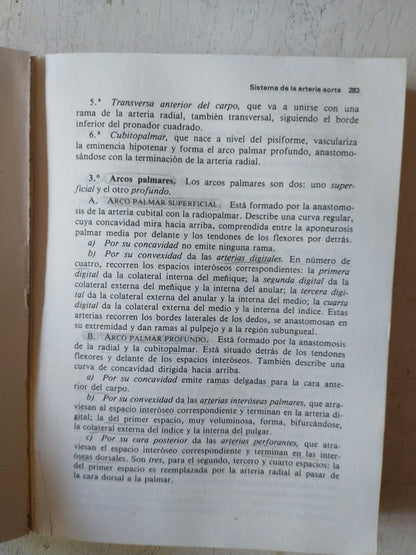 Sistema de la arteria aorta 283
5.ª Transversa anterior del carpo, que va a unirse con una
rama de la arteria radial, también transversal, siguiendo el borde
inferior del pronador cuadrado.
6.ª Cubitopalmar, que nace a nivel del pisiforme, vasculariza
la eminencia hipotenar y forma el arco palmar profundo, anastomo-
sándose con la terminación de la arteria radial.
3.º Arcos palmares. Los arcos palmares son dos: uno super-
ficial y el otro profundo.
A. ARCO PALMAR SUPERFICIAL. Está formado por la anastomo-
sis de la arteria cubital con la radiopalmar. Describe una curva regular,
cuya concavidad mira hacia arriba, comprendida entre la aponeurosis
palmar media por delante y los tendones de los flexores por detrás.
a) Por su concavidad no emite ninguna rama.
b) Por su convexidad da las arterias digitales. En número de
cuatro, recorren los espacios interóseos correspondientes: la primera
digital da la colateral interna del meñique; la segunda digital da la
colateral externa del meñique y la interna del anular; la tercera digi-
tal da la colateral externa del anular y la interna del medio; la cuarta
digital da la colateral externa del medio y la interna del índice. Estas
arterias recorren los bordes laterales de los dedos, se anastomosan en
su extremidad y dan ramas al pulpejo y a la región subungueal.
B. ARCO PALMAR PROFUNDO. Está formado por la anastomosis
de la radial y la cubitopalmar. Está situado detrás de los tendones
flexores y delante de los espacios interóseos. También describe una
curva de concavidad dirigida hacia arriba.
a) Por su concavidad emite ramas delgadas para la cara ante-
rior del carpo.
b) Por su convexidad da las arterias interóseas palmares, que atra-
viesan al espacio interóseo correspondiente y terminan en la arteria di-
gital; la del primer espacio, muy voluminosa, forma, bifurcándose,
la colateral externa del índice y la interna del pulgar.
c) Por su cara posterior da las arterias perforantes, que atra-
viesan el espacio interóseo correspondiente y terminan en las inter-
óseas dorsales. Son tres, para el segundo, tercero y cuarto espacios; la
del primer espacio es reemplazada por la arteria radial al pasar de
la cara dorsal a la palmar.